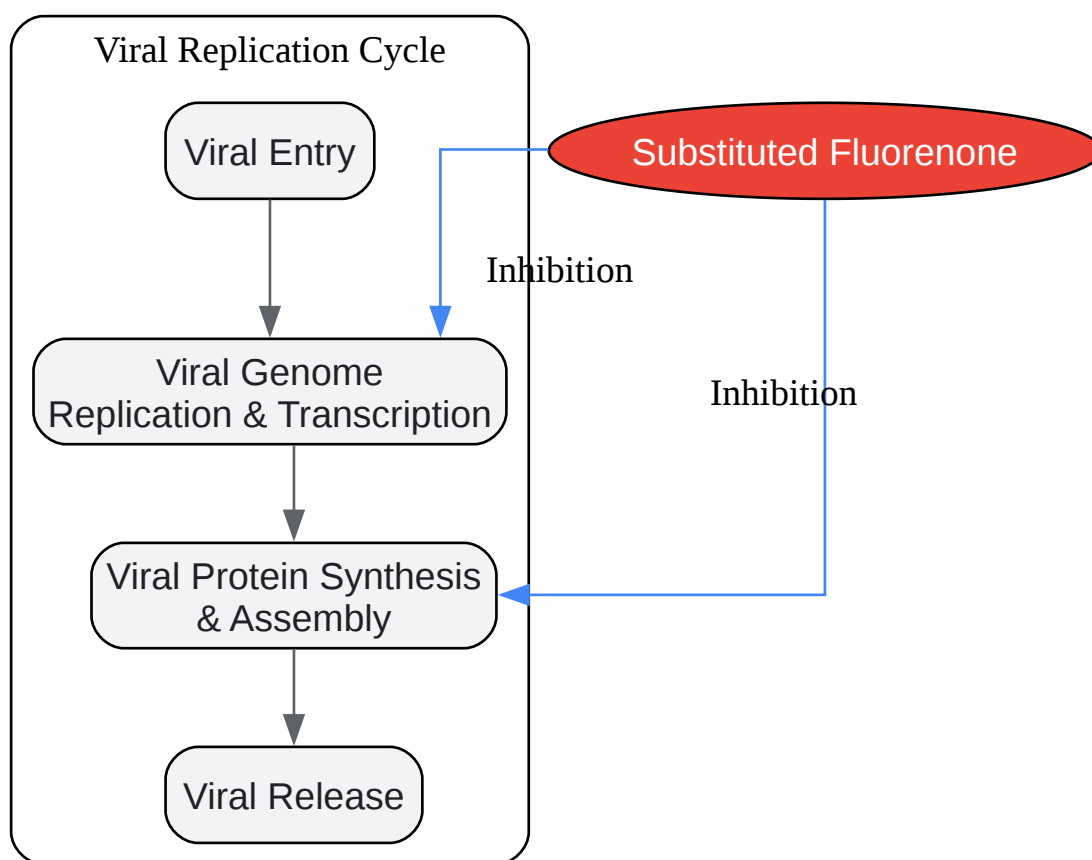 Viral Replication Cycle
Viral Entry
Substituted Fluorenone
Inhibition
Viral Genome
Replication & Transcription
Inhibition
Viral Protein Synthesis
& Assembly
Viral Release